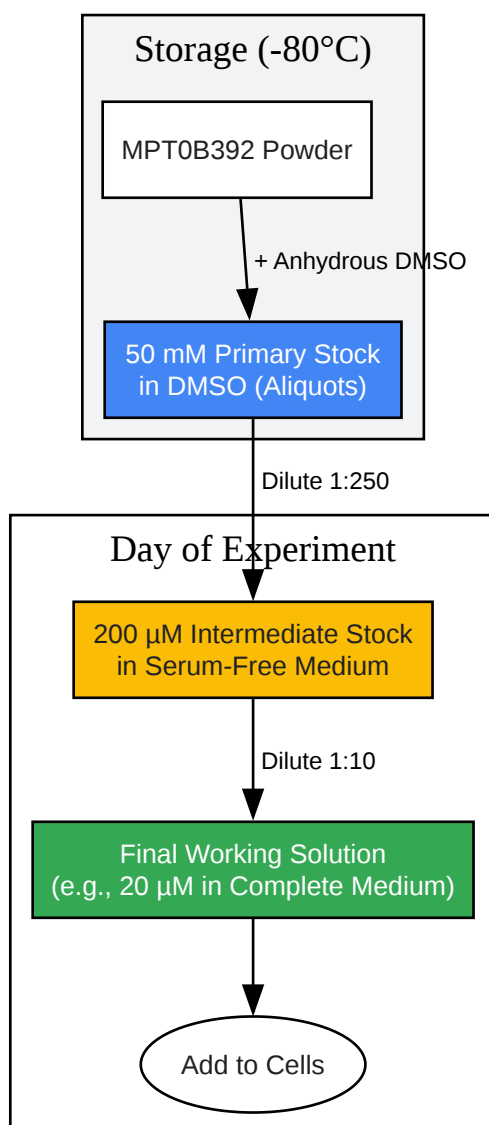 Storage (-80°C)
MPT0B392 Powder
+ Anhydrous DMSO
50 mM Primary Stock
in DMSO (Aliquots)
Dilute 1:250
Day of Experiment
200 µM Intermediate Stock
in Serum-Free Medium
Dilute 1:10
Final Working Solution
(e.g., 20 µM in Complete Medium)
Add to Cells